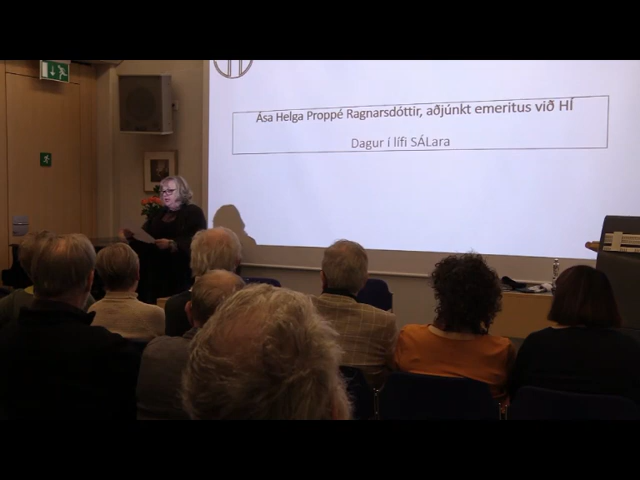 Ása Helga Proppé Ragnarsdóttir, aðjúnkt emeritus við HÍ
Dagur í lífi SÁLara